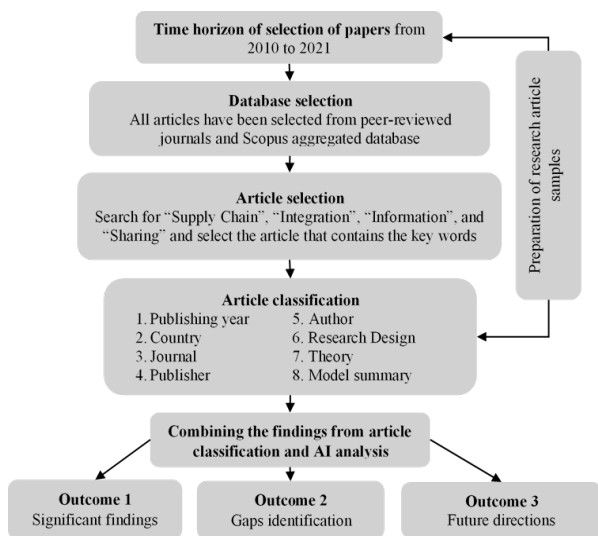 Time horizon of selection of papers from
2010 to 2021
Database selection
All articles have been selected from peer-reviewed
journals and Scopus aggregated database
Article selection
Search for “Supply Chain”, “Integration”, “Information”, and
“Sharing” and select the article that contains the key words
Preparation of research article
samples
Article classification
1. Publishing year
2. Country
3. Journal
4. Publisher
5. Author
6. Research Design
7. Theory
8. Model summary
Combining the findings from article
classification and AI analysis
Outcome 1
Significant findings
Outcome 2
Gaps identification
Outcome 3
Future directions